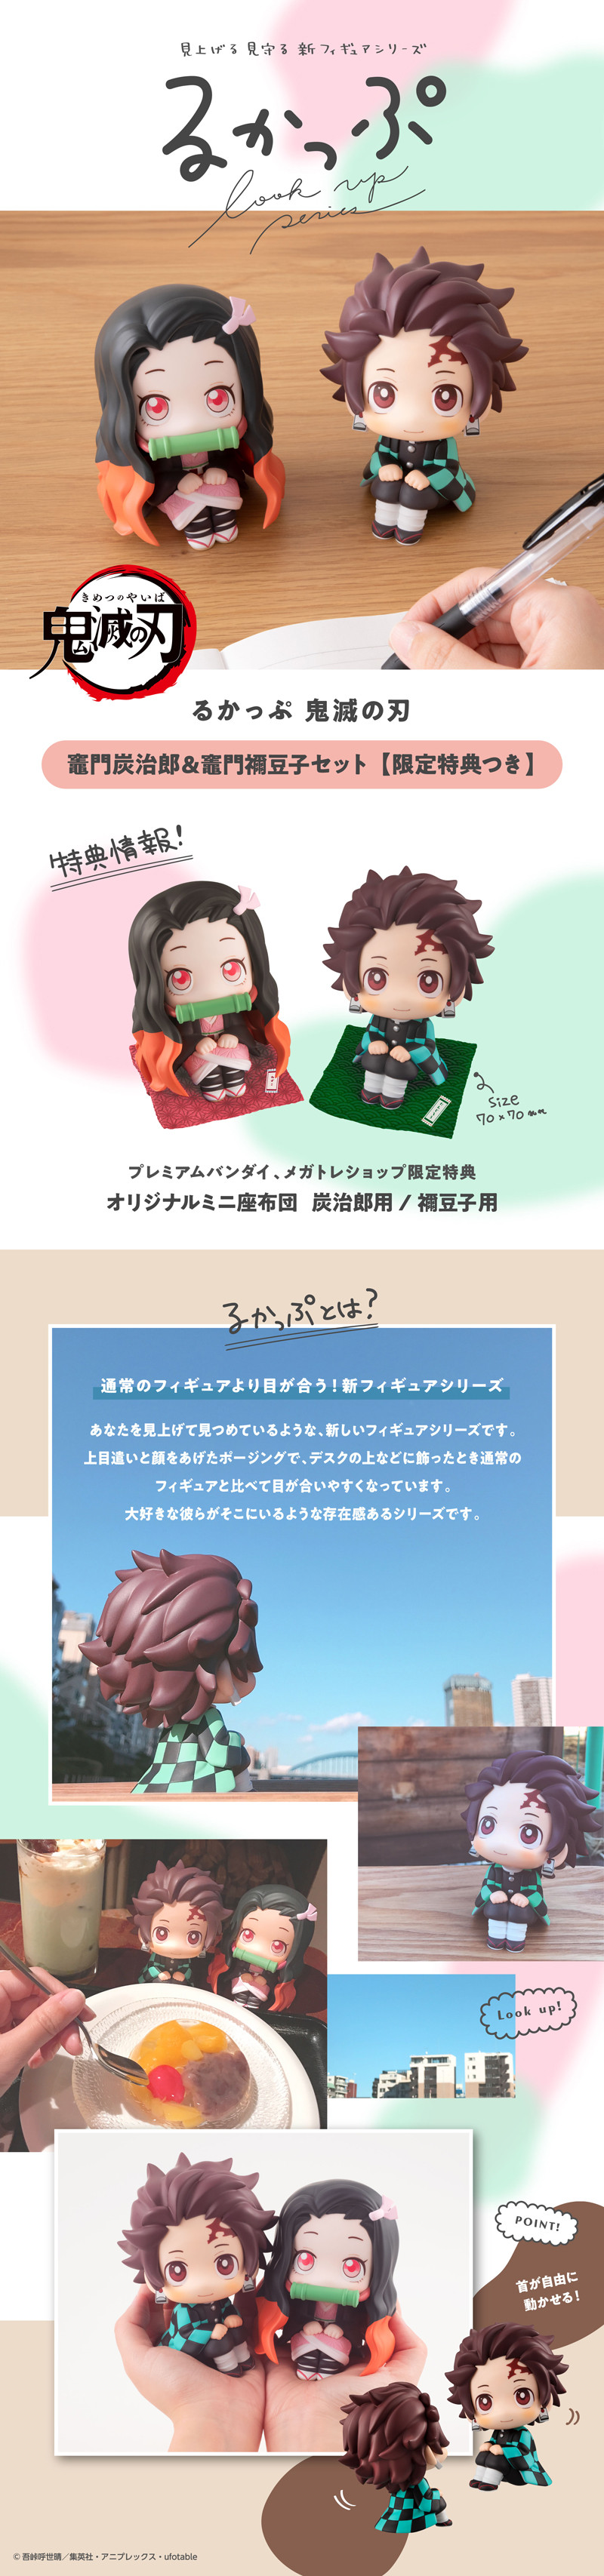 見上げる 見守る 新フィギュアシリーズ
るかっぷ
look up
series
きめつのやいば
鬼滅の刃
るかっぷ 鬼滅の刃
竈門炭治郎&竈門禰豆子セット【限定特典つき】
特典情報!
size
70×70mm
プレミアムバンダイ、メガトレショップ限定特典
オリジナルミニ座布団 炭治郎用 / 禰豆子用
るかっぷとは?
通常のフィギュアより目が合う!新フィギュアシリーズ
あなたを見上げて見つめているような、新しいフィギュアシリーズです。
上目遣いと顔をあげたポージングで、デスクの上などに飾ったとき通常の
フィギュアと比べて目が合いやすくなっています。
大好きな彼らがそこにいるような存在感あるシリーズです。
Look up!
POINT!
首が自由に
動かせる!
© 吾峠呼世晴/集英社・アニプレックス・ufotable